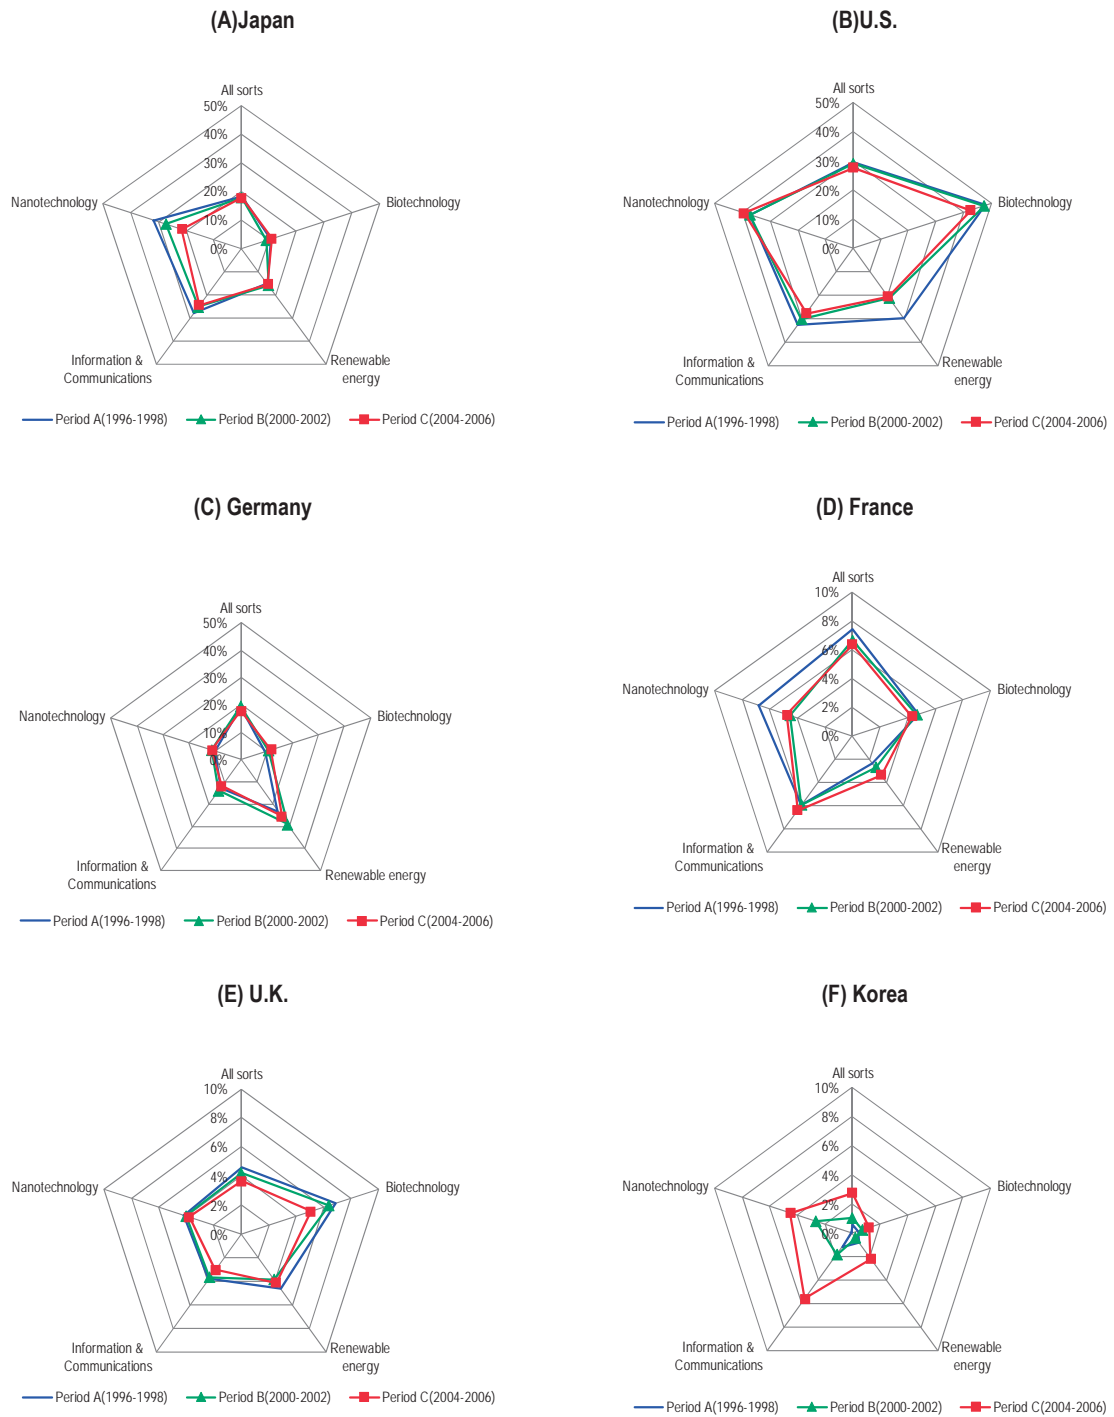 (A)Japan
All sorts
50%
40%
30%
20%
10%
0%
Nanotechnology
Biotechnology
Information &
Communications
Renewable
energy
Period A(1996-1998)
Period B(2000-2002)
Period C(2004-2006)
(B)U.S.
All sorts
50%
40%
30%
20%
10%
0%
Nanotechnology
Biotechnology
Information &
Communications
Renewable
energy
Period A(1996-1998)
Period B(2000-2002)
Period C(2004-2006)
(C) Germany
All sorts
50%
40%
30%
20%
10%
0%
Nanotechnology
Biotechnology
Information &
Communications
Renewable energy
Period A(1996-1998)
Period B(2000-2002)
Period C(2004-2006)
(D) France
All sorts
10%
8%
6%
4%
2%
0%
Nanotechnology
Biotechnology
Information &
Communications
Renewable
energy
Period A(1996-1998)
Period B(2000-2002)
Period C(2004-2006)
(E) U.K.
All sorts
10%
8%
6%
4%
2%
0%
Nanotechnology
Biotechnology
Information &
Communications
Renewable
energy
Period A(1996-1998)
Period B(2000-2002)
Period C(2004-2006)
(F) Korea
All sorts
10%
8%
6%
4%
2%
0%
Nanotechnology
Biotechnology
Information &
Communications
Renewable
energy
Period A(1996-1998)
Period B(2000-2002)
Period C(2004-2006)